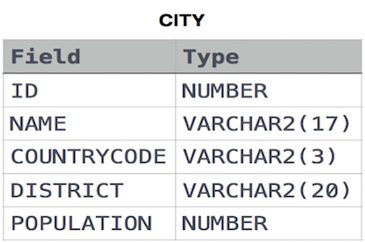 CITY
Field Type
ID NUMBER
NAME VARCHAR2(17)
COUNTRYCODE VARCHAR2(3)
DISTRICT VARCHAR2(20)
POPULATION NUMBER